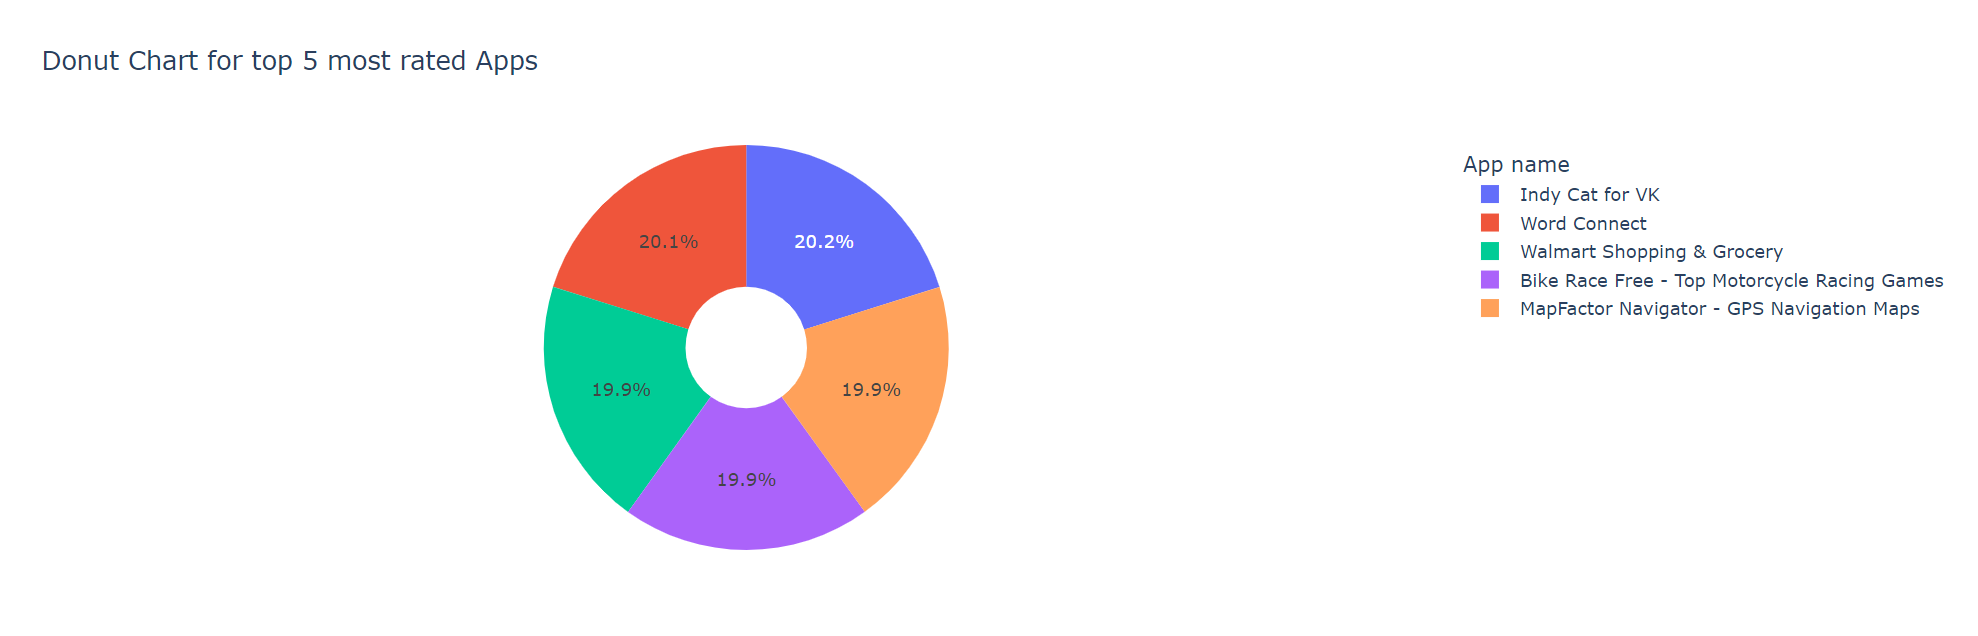 Donut Chart for top 5 most rated Apps
20.1%
20.2%
19.9%
19.9%
19.9%
App name
Indy Cat for VK
Word Connect
Walmart Shopping & Grocery
Bike Race Free - Top Motorcycle Racing Games
MapFactor Navigator - GPS Navigation Maps